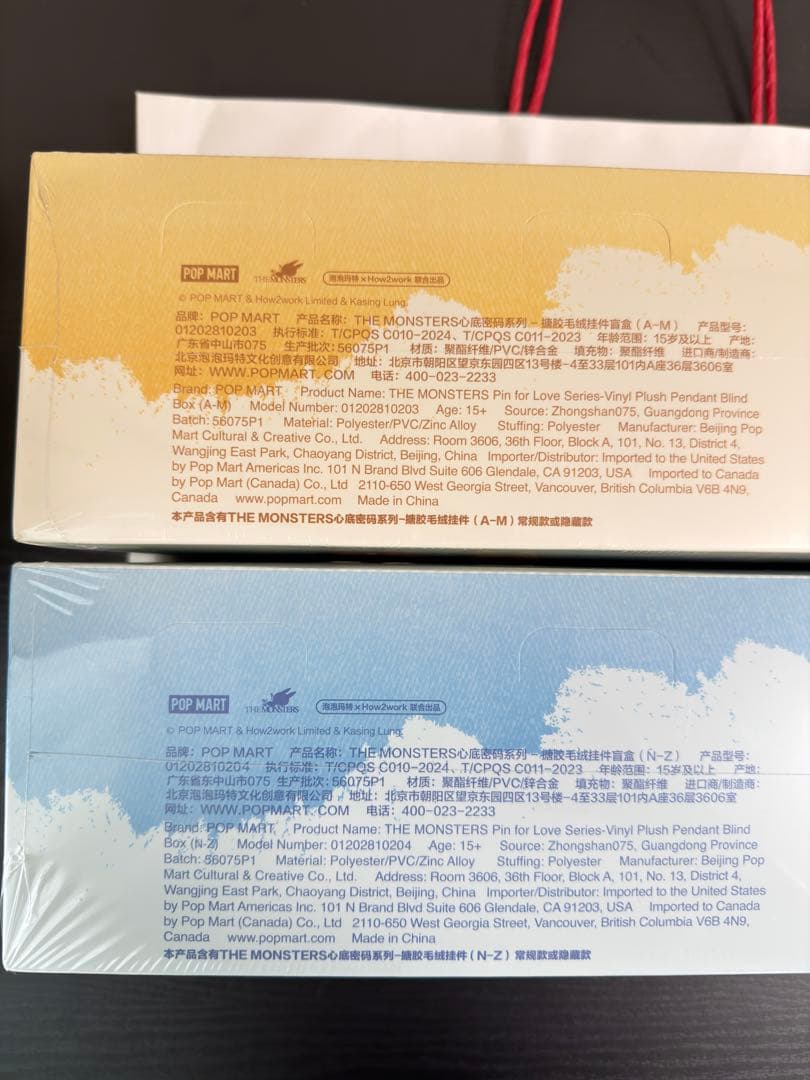 POP MART THE MONSTERS 泡泡玛特×How2work 联合出品
© POP MART & How2work Limited & Kasing Lung
品牌：POP MART 产品名称：THE MONSTERS心底密码系列－搪胶毛绒挂件盲盒（A-M） 产品型号：
01202810203 执行标准：T/CPQS C010-2024、T/CPQS C011-2023 年龄范围：15岁及以上 产地：
广东省中山市075 生产批次：56075P1 材质：聚酯纤维/PVC/锌合金 填充物：聚酯纤维 进口商/制造商：
北京泡泡玛特文化创意有限公司 地址：北京市朝阳区望京东园四区13号楼-4至33层101内A座36层3606室
网址：WWW.POPMART.COM 电话：400-023-2233
Brand: POP MART Product Name: THE MONSTERS Pin for Love Series-Vinyl Plush Pendant Blind
Box (A-M) Model Number: 01202810203 Age: 15+ Source: Zhongshan075, Guangdong Province
Batch: 56075P1 Material: Polyester/PVC/Zinc Alloy Stuffing: Polyester Manufacturer: Beijing Pop
Mart Cultural & Creative Co., Ltd. Address: Room 3606, 36th Floor, Block A, 101, No. 13, District 4,
Wangjing East Park, Chaoyang District, Beijing, China Importer/Distributor: Imported to the United States
by Pop Mart Americas Inc. 101 N Brand Blvd Suite 606 Glendale, CA 91203, USA Imported to Canada
by Pop Mart (Canada) Co., Ltd 2110-650 West Georgia Street, Vancouver, British Columbia V6B 4N9,
Canada www.popmart.com Made in China
本产品含有THE MONSTERS心底密码系列－搪胶毛绒挂件（A-M）常规款或隐藏款
POP MART THE MONSTERS 泡泡玛特×How2work 联合出品
© POP MART & How2work Limited & Kasing Lung
品牌：POP MART 产品名称：THE MONSTERS心底密码系列－搪胶毛绒挂件盲盒（N-Z） 产品型号：
01202810204 执行标准：T/CPQS C010-2024、T/CPQS C011-2023 年龄范围：15岁及以上 产地：
广东省东中山市075 生产批次：56075P1 材质：聚酯纤维/PVC/锌合金 填充物：聚酯纤维 进口商/制造商：
北京泡泡玛特文化创意有限公司 地址：北京市朝阳区望京东园四区13号楼-4至33层101内A座36层3606室
网址：WWW.POPMART.COM 电话：400-023-2233
Brand: POP MART Product Name: THE MONSTERS Pin for Love Series-Vinyl Plush Pendant Blind
Box (N-Z) Model Number: 01202810204 Age: 15+ Source: Zhongshan075, Guangdong Province
Batch: 56075P1 Material: Polyester/PVC/Zinc Alloy Stuffing: Polyester Manufacturer: Beijing Pop
Mart Cultural & Creative Co., Ltd. Address: Room 3606, 36th Floor, Block A, 101, No. 13, District 4,
Wangjing East Park, Chaoyang District, Beijing, China Importer/Distributor: Imported to the United States
by Pop Mart Americas Inc. 101 N Brand Blvd Suite 606 Glendale, CA 91203, USA Imported to Canada
by Pop Mart (Canada) Co., Ltd 2110-650 West Georgia Street, Vancouver, British Columbia V6B 4N9,
Canada www.popmart.com Made in China
本产品含有THE MONSTERS心底密码系列－搪胶毛绒挂件（N-Z）常规款或隐藏款